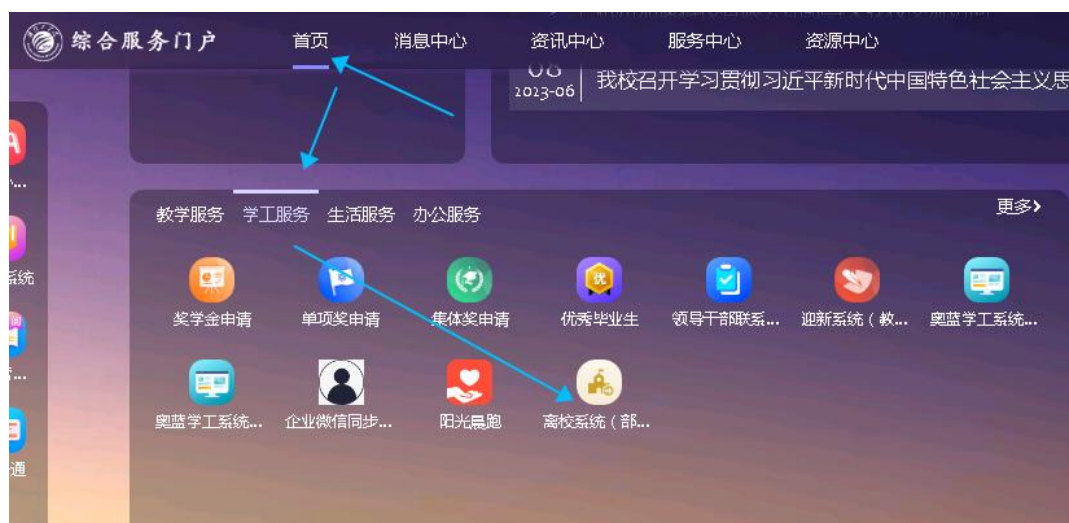 综合服务门户 首页 消息中心 资讯中心 服务中心 资源中心
08
2023-06 我校召开学习贯彻习近平新时代中国特色社会主义思
教学服务 学工服务 生活服务 办公服务 更多>
系统
奖学金申请 单项奖申请 集体奖申请 优秀毕业生 领导干部联系... 迎新系统（教... 奥蓝学工系统...
奥蓝学工系统... 企业微信同步... 阳光晨跑 离校系统（部...
通